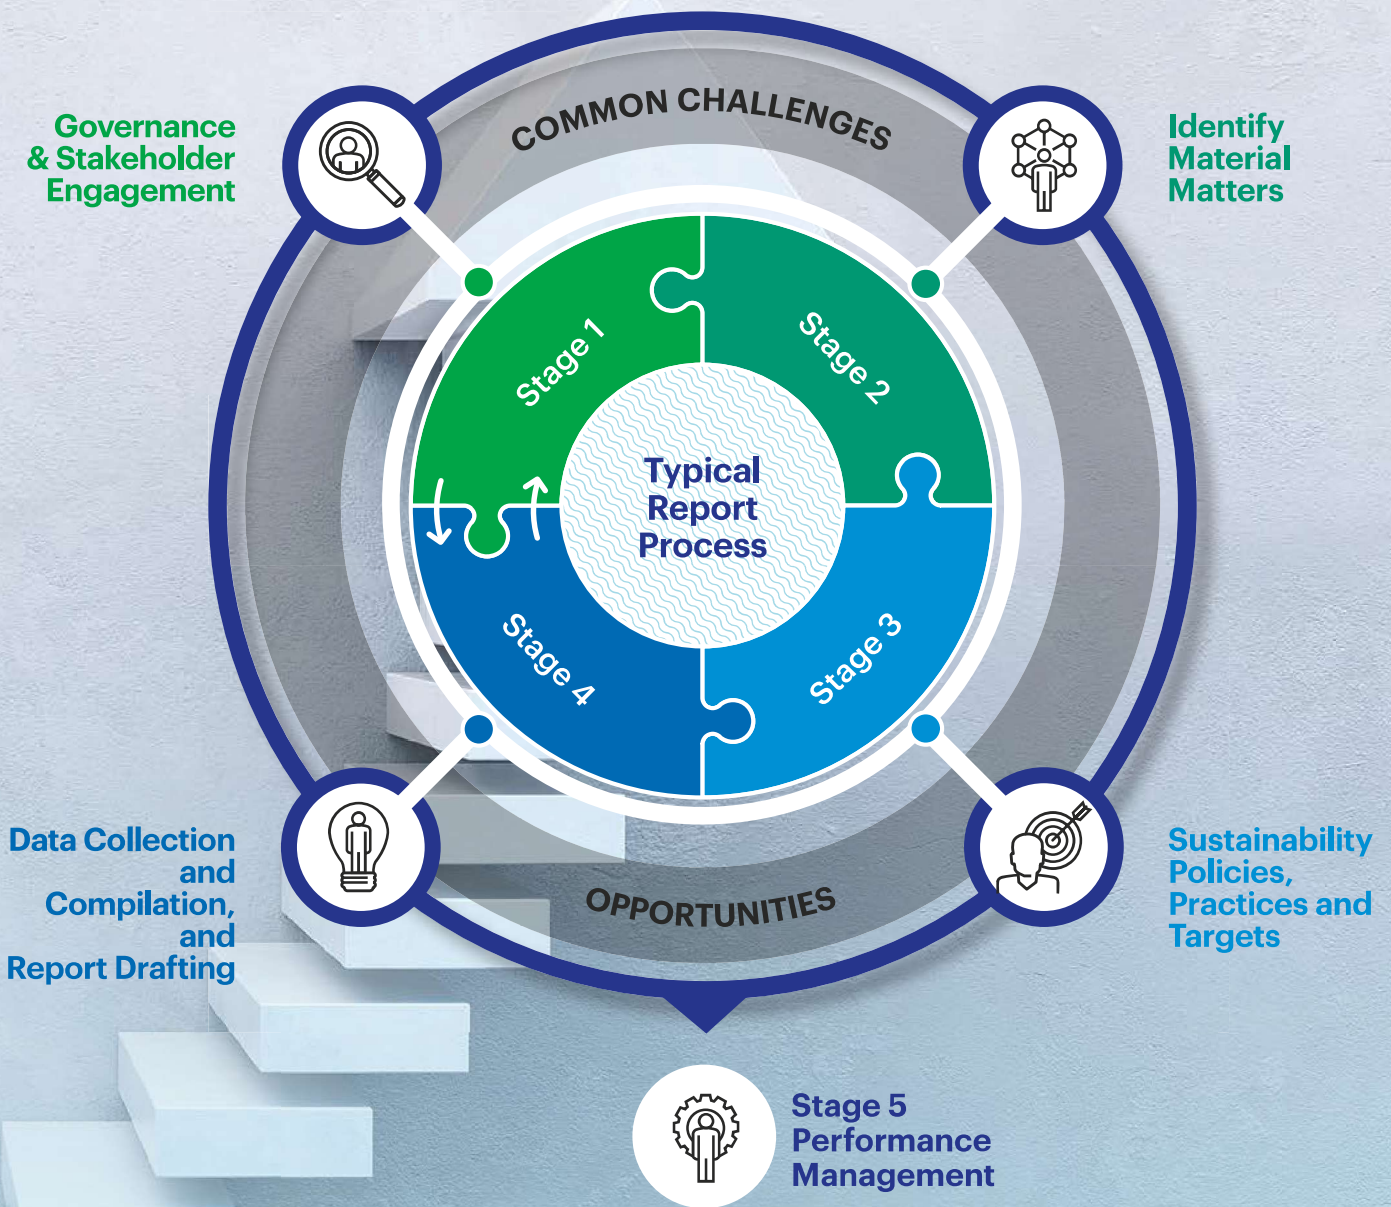 COMMON CHALLENGES
Governance
& Stakeholder
Engagement
Identify
Material
Matters
Stage 1
Stage 2
Typical
Report
Process
Stage 4
Stage 3
Data Collection
and
Compilation,
and
Report Drafting
Sustainability
Policies,
Practices and
Targets
OPPORTUNITIES
Stage 5
Performance
Management